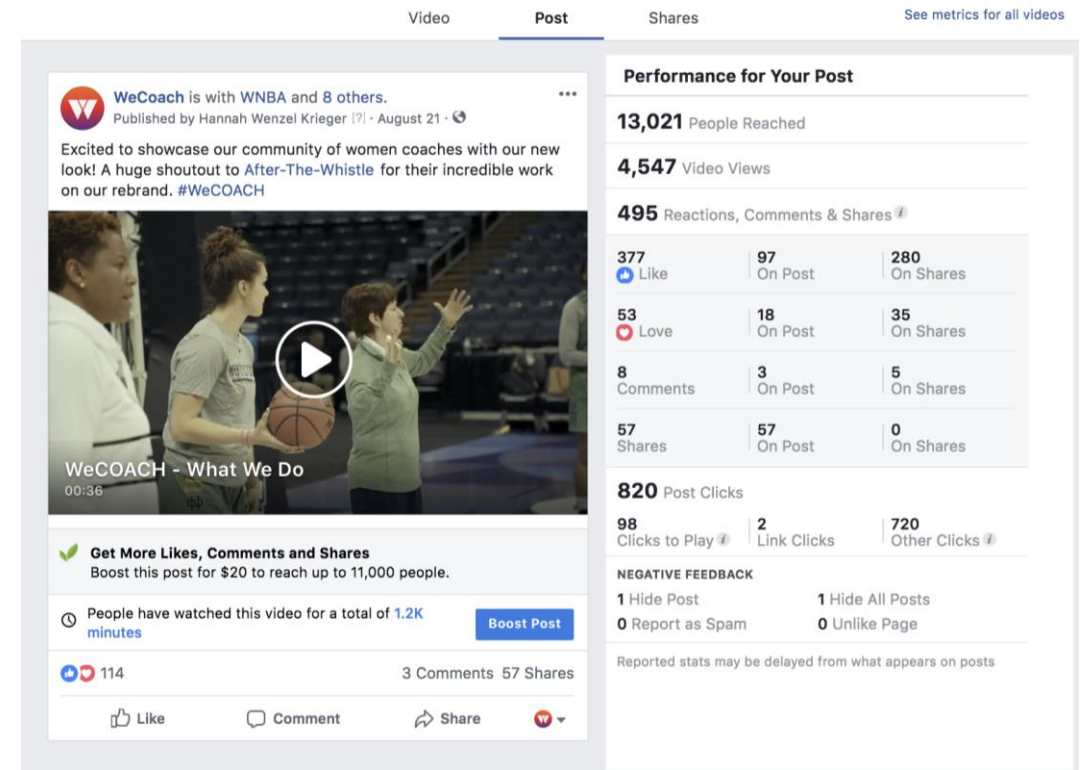 Video Post Shares See metrics for all videos
WeCoach is with WNBA and 8 others.
Published by Hannah Wenzel Krieger [?] · August 21 ·
Excited to showcase our community of women coaches with our new
look! A huge shoutout to After-The-Whistle for their incredible work
on our rebrand. #WeCOACH
WeCOACH - What We Do
00:36
Get More Likes, Comments and Shares
Boost this post for $20 to reach up to 11,000 people.
People have watched this video for a total of 1.2K
minutes
Boost Post
114 3 Comments 57 Shares
Like Comment Share
Performance for Your Post
13,021 People Reached
4,547 Video Views
495 Reactions, Comments & Shares
377 97 280
Like On Post On Shares
53 18 35
Love On Post On Shares
8 3 5
Comments On Post On Shares
57 57 0
Shares On Post On Shares
820 Post Clicks
98 2 720
Clicks to Play Link Clicks Other Clicks
NEGATIVE FEEDBACK
1 Hide Post 1 Hide All Posts
0 Report as Spam 0 Unlike Page
Reported stats may be delayed from what appears on posts